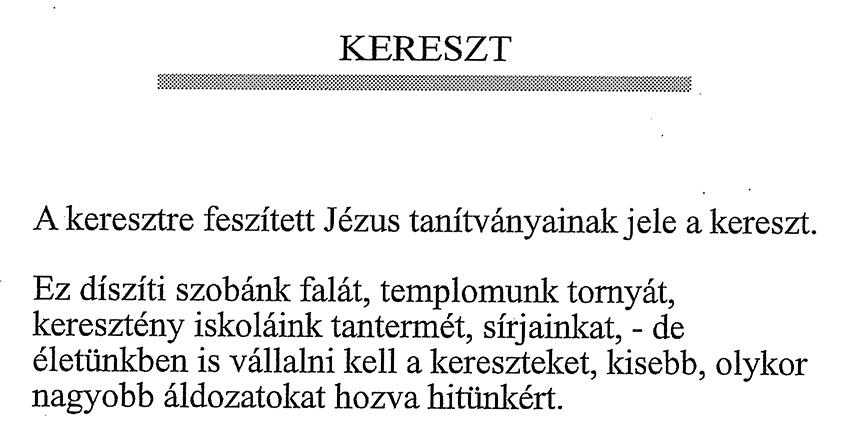 KERESZT
A keresztre feszített Jézus tanítványainak jele a kereszt.
Ez díszíti szobánk falát, templomunk tornyát,
keresztény iskoláink tantermét, sírjainkat, - de
életünkben is vállalni kell a kereszteket, kisebb, olykor
nagyobb áldozatokat hozva hitünkért.